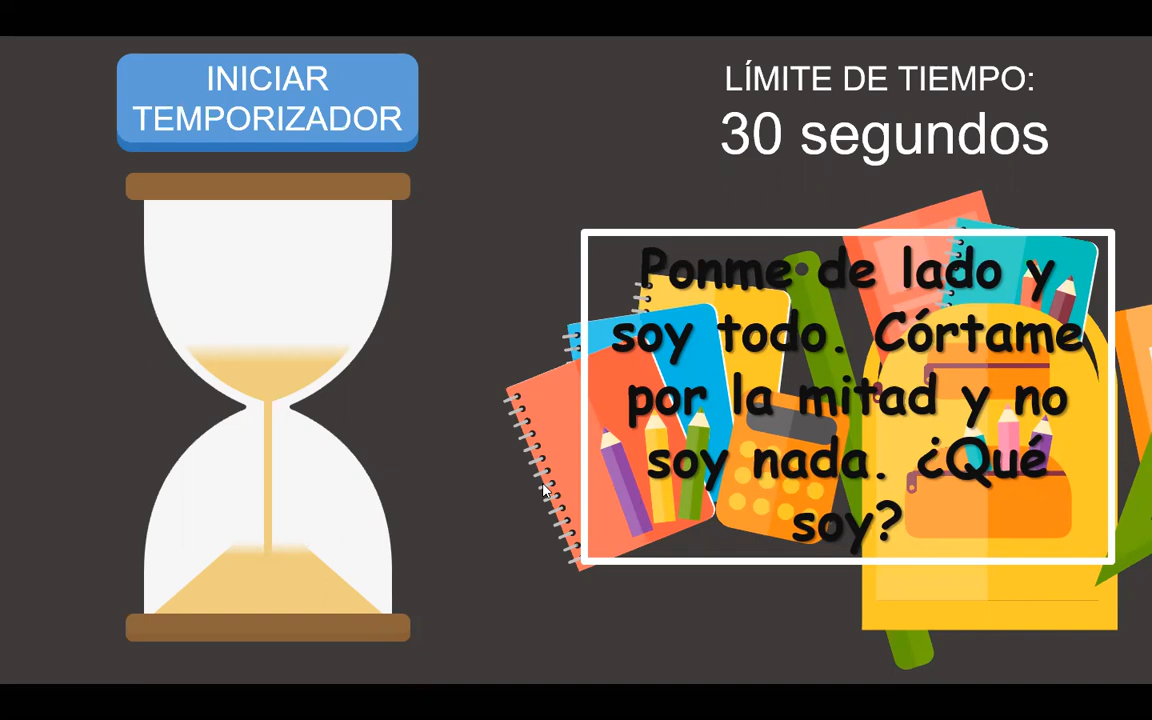 INICIAR
TEMPORIZADOR
LÍMITE DE TIEMPO:
30 segundos
Ponme de lado y
soy todo. Córtame
por la mitad y no
soy nada. ¿Qué
soy?